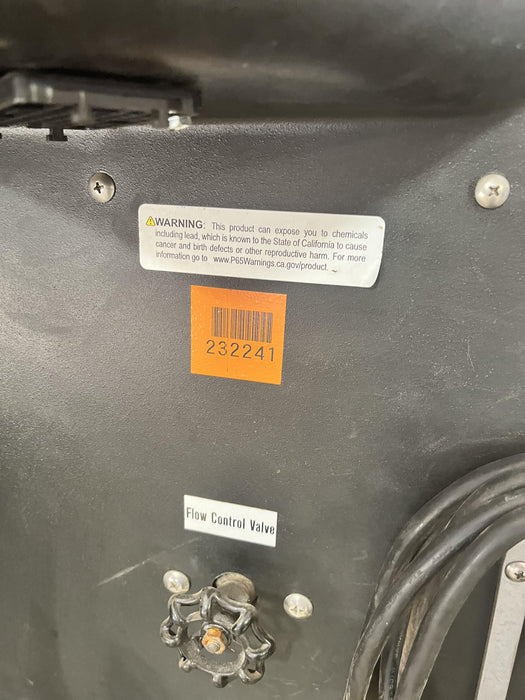 WARNING: This product can expose you to chemicals
including lead, which is known to the State of California to cause
cancer and birth defects or other reproductive harm. For more
information go to www.P65Warnings.ca.gov/product.
232241
Flow Control Valve